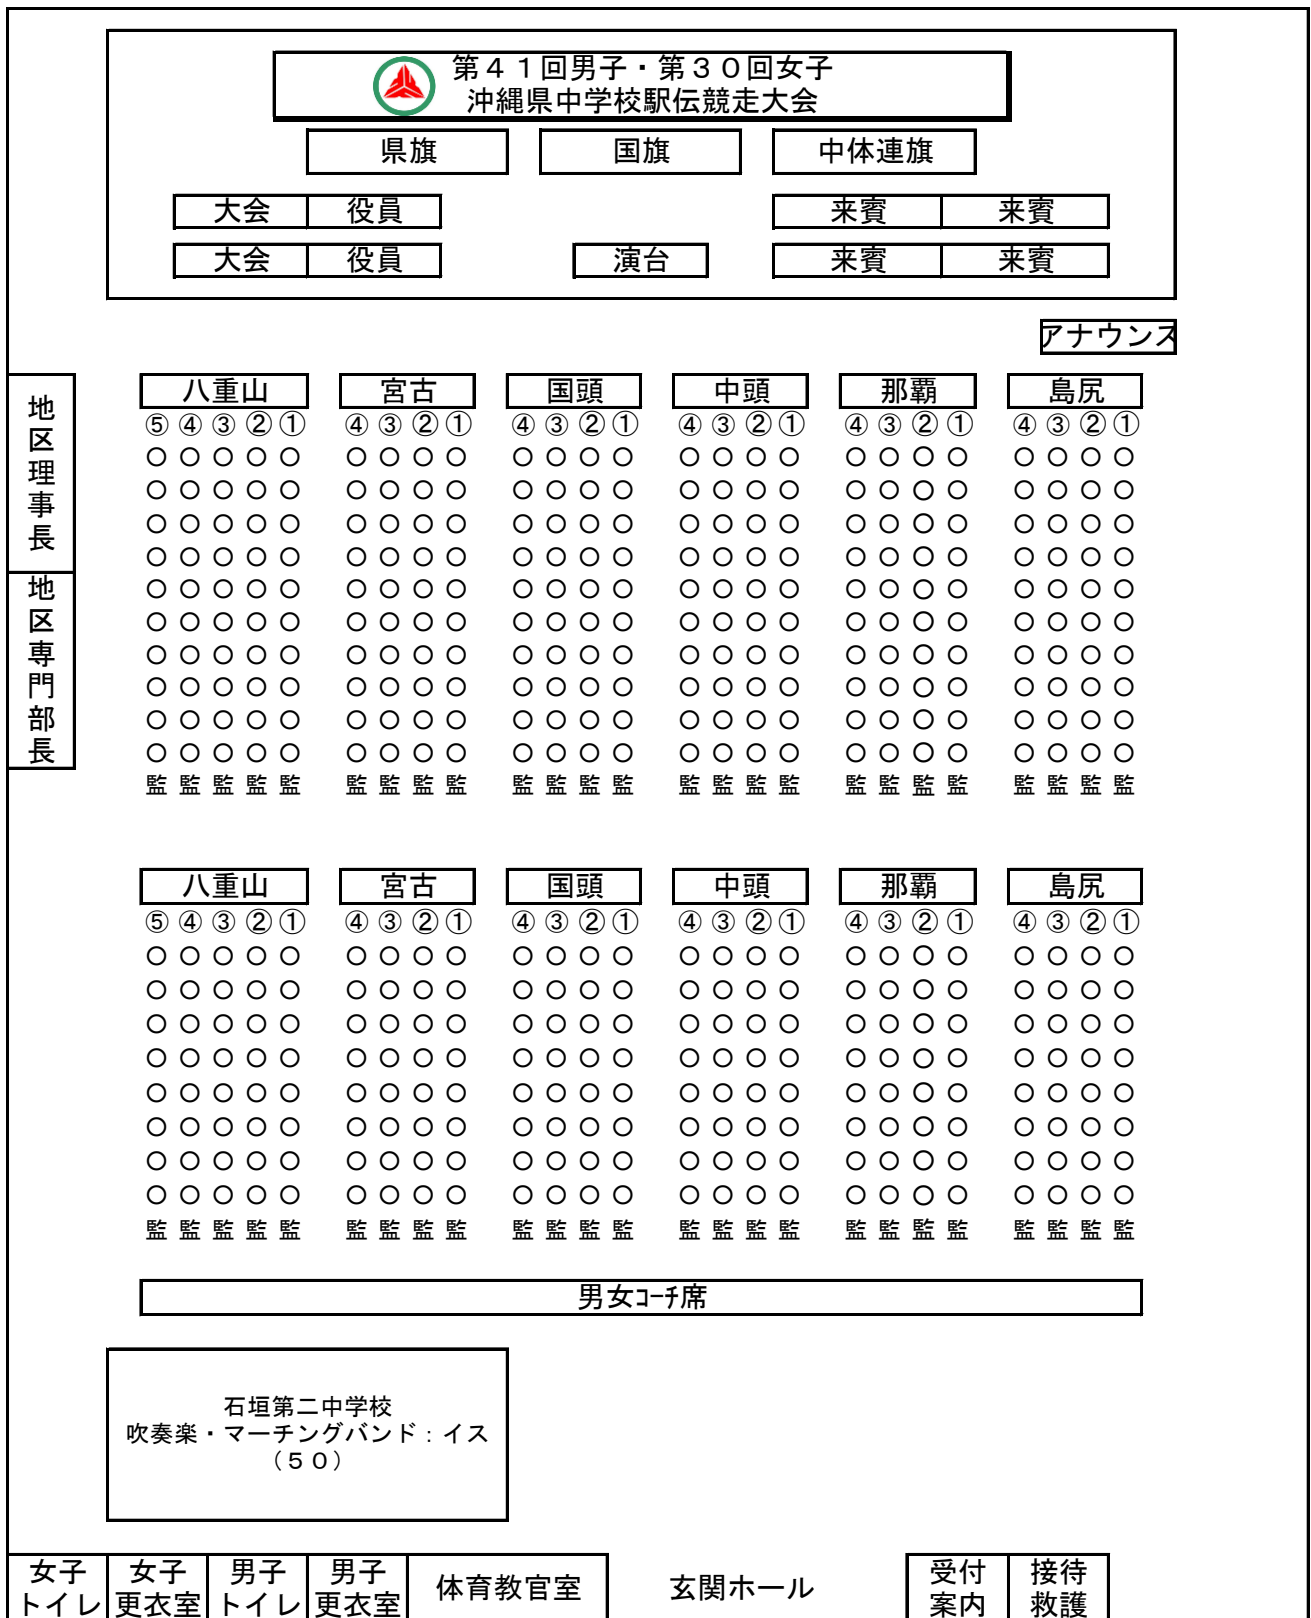 第４１回男子・第３０回女子
沖縄県中学校駅伝競走大会
県旗 国旗 中体連旗
大会 役員 来賓 来賓
大会 役員 演台 来賓 来賓
アナウンス
地区理事長
地区専門部長
八重山 宮古 国頭 中頭 那覇 島尻
⑤ ④ ③ ② ① ④ ③ ② ① ④ ③ ② ① ④ ③ ② ① ④ ③ ② ① ④ ③ ② ①
○ ○ ○ ○ ○ ○ ○ ○ ○ ○ ○ ○ ○ ○ ○ ○ ○ ○ ○ ○ ○ ○ ○ ○ ○
○ ○ ○ ○ ○ ○ ○ ○ ○ ○ ○ ○ ○ ○ ○ ○ ○ ○ ○ ○ ○ ○ ○ ○ ○
○ ○ ○ ○ ○ ○ ○ ○ ○ ○ ○ ○ ○ ○ ○ ○ ○ ○ ○ ○ ○ ○ ○ ○ ○
○ ○ ○ ○ ○ ○ ○ ○ ○ ○ ○ ○ ○ ○ ○ ○ ○ ○ ○ ○ ○ ○ ○ ○ ○
○ ○ ○ ○ ○ ○ ○ ○ ○ ○ ○ ○ ○ ○ ○ ○ ○ ○ ○ ○ ○ ○ ○ ○ ○
○ ○ ○ ○ ○ ○ ○ ○ ○ ○ ○ ○ ○ ○ ○ ○ ○ ○ ○ ○ ○ ○ ○ ○ ○
○ ○ ○ ○ ○ ○ ○ ○ ○ ○ ○ ○ ○ ○ ○ ○ ○ ○ ○ ○ ○ ○ ○ ○ ○
○ ○ ○ ○ ○ ○ ○ ○ ○ ○ ○ ○ ○ ○ ○ ○ ○ ○ ○ ○ ○ ○ ○ ○ ○
○ ○ ○ ○ ○ ○ ○ ○ ○ ○ ○ ○ ○ ○ ○ ○ ○ ○ ○ ○ ○ ○ ○ ○ ○
○ ○ ○ ○ ○ ○ ○ ○ ○ ○ ○ ○ ○ ○ ○ ○ ○ ○ ○ ○ ○ ○ ○ ○ ○
監 監 監 監 監 監 監 監 監 監 監 監 監 監 監 監 監 監 監 監 監 監 監 監 監
八重山 宮古 国頭 中頭 那覇 島尻
⑤ ④ ③ ② ① ④ ③ ② ① ④ ③ ② ① ④ ③ ② ① ④ ③ ② ① ④ ③ ② ①
○ ○ ○ ○ ○ ○ ○ ○ ○ ○ ○ ○ ○ ○ ○ ○ ○ ○ ○ ○ ○ ○ ○ ○ ○
○ ○ ○ ○ ○ ○ ○ ○ ○ ○ ○ ○ ○ ○ ○ ○ ○ ○ ○ ○ ○ ○ ○ ○ ○
○ ○ ○ ○ ○ ○ ○ ○ ○ ○ ○ ○ ○ ○ ○ ○ ○ ○ ○ ○ ○ ○ ○ ○ ○
○ ○ ○ ○ ○ ○ ○ ○ ○ ○ ○ ○ ○ ○ ○ ○ ○ ○ ○ ○ ○ ○ ○ ○ ○
○ ○ ○ ○ ○ ○ ○ ○ ○ ○ ○ ○ ○ ○ ○ ○ ○ ○ ○ ○ ○ ○ ○ ○ ○
○ ○ ○ ○ ○ ○ ○ ○ ○ ○ ○ ○ ○ ○ ○ ○ ○ ○ ○ ○ ○ ○ ○ ○ ○
○ ○ ○ ○ ○ ○ ○ ○ ○ ○ ○ ○ ○ ○ ○ ○ ○ ○ ○ ○ ○ ○ ○ ○ ○
○ ○ ○ ○ ○ ○ ○ ○ ○ ○ ○ ○ ○ ○ ○ ○ ○ ○ ○ ○ ○ ○ ○ ○ ○
監 監 監 監 監 監 監 監 監 監 監 監 監 監 監 監 監 監 監 監 監 監 監 監 監
男女ｺｰﾁ席
石垣第二中学校
吹奏楽・マーチングバンド：イス
（５０）
女子
トイレ
女子
更衣室
男子
トイレ
男子
更衣室
体育教官室
玄関ホール
受付
案内
接待
救護